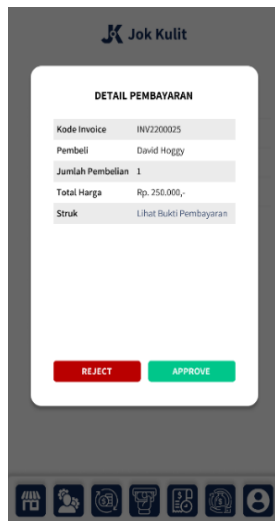 JK Jok Kulit
DETAIL PEMBAYARAN
Kode Invoice INV2200025
Pembeli David Hoggy
Jumlah Pembelian 1
Total Harga Rp. 250.000,-
Struk Lihat Bukti Pembayaran
REJECT APPROVE